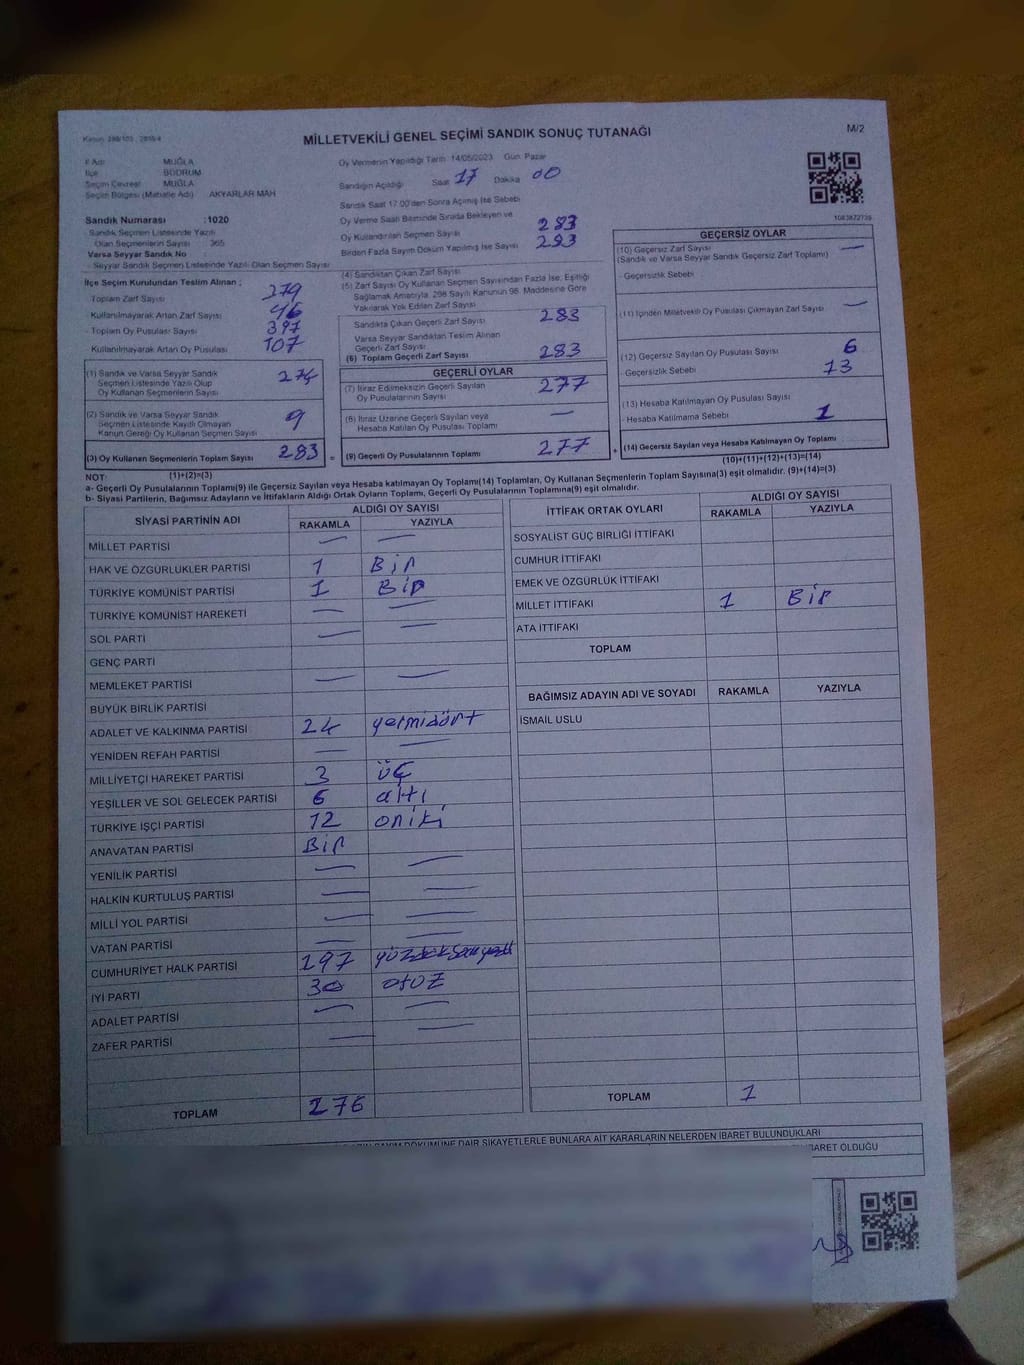 MİLLETVEKİLİ GENEL SEÇİMİ SANDIK SONUÇ TUTANAĞI
M/2
İl Adı MUĞLA
İlçe BODRUM
Seçim Çevresi MUĞLA
Seçim Bölgesi (Mahalle Adı) AKYARLAR MAH
Sandık Numarası :1020
Sandık Seçmen Listesinde Yazılı
Olan Seçmenlerin Sayısı : 365
Varsa Seyyar Sandık No
Seyyar Sandık Seçmen Listesinde Yazılı Olan Seçmen Sayısı
İlçe Seçim Kurulundan Teslim Alınan ;
Toplam Zarf Sayısı 379
Kullanılmayarak Artan Zarf Sayısı 96
Toplam Oy Pusulası Sayısı 397
Kullanılmayarak Artan Oy Pusulası 107
(1) Sandık ve Varsa Seyyar Sandık
Seçmen Listesinde Yazılı Olup
Oy Kullanan Seçmenlerin Sayısı 274
(2) Sandık ve Varsa Seyyar Sandık
Seçmen Listesinde Kayıtlı Olmayan
Kanun Gereği Oy Kullanan Seçmen Sayısı 9
(3) Oy Kullanan Seçmenlerin Toplam Sayısı 283 =
Oy Vermenin Yapıldığı Tarih :14/05/2023 Gün: Pazar
Sandığın Açıldığı Saat 17 Dakika 00
Sandık Saat 17:00'den Sonra Açılmış İse Sebebi
Oy Verme Saati Bitiminde Sırada Bekleyen ve
Oy Kullandırılan Seçmen Sayısı 283
Birden Fazla Sayım Döküm Yapılmış İse Sayısı 283
(4) Sandıktan Çıkan Zarf Sayısı
(5) Zarf Sayısı Oy Kullanan Seçmen Sayısından Fazla İse, Eşitliği
Sağlamak Amacıyla, 298 Sayılı Kanunun 98. Maddesine Göre
Yakılarak Yok Edilen Zarf Sayısı
Sandıkta Çıkan Geçerli Zarf Sayısı 283
Varsa Seyyar Sandıktan Teslim Alınan
Geçerli Zarf Sayısı
(6) Toplam Geçerli Zarf Sayısı 283
GEÇERLİ OYLAR
(7) İtiraz Edilmeksizin Geçerli Sayılan
Oy Pusulalarının Sayısı 277
(8) İtiraz Üzerine Geçerli Sayılan veya
Hesaba Katılan Oy Pusulası Toplamı —
(9) Geçerli Oy Pusulalarının Toplamı 277 +
1083872739
GEÇERSİZ OYLAR
(10) Geçersiz Zarf Sayısı —
(Sandık ve Varsa Seyyar Sandık Geçersiz Zarf Toplamı)
Geçersizlik Sebebi
(11) İçinden Milletvekili Oy Pusulası Çıkmayan Zarf Sayısı —
(12) Geçersiz Sayılan Oy Pusulası Sayısı 6
Geçersizlik Sebebi 13
(13) Hesaba Katılmayan Oy Pusulası Sayısı
Hesaba Katılmama Sebebi 1
(14) Geçersiz Sayılan veya Hesaba Katılmayan Oy Toplamı
(10)+(11)+(12)+(13)=(14)
NOT: (1)+(2)=(3)
a- Geçerli Oy Pusulaları Toplamı(9) ile Geçersiz Sayılan veya Hesaba katılmayan Oy Toplamı(14) Toplamları, Oy Kullanan Seçmenlerin Toplam Sayısına(3) eşit olmalıdır. (9)+(14)=(3)
b- Siyasi Partilerin, Bağımsız Adayların ve İttifakların Aldığı Ortak Oyların Toplamı, Geçerli Oy Pusulalarının Toplamına(9) eşit olmalıdır.
SİYASİ PARTİNİN ADI ALDIĞI OY SAYISI
RAKAMLA YAZIYLA
MİLLET PARTİSİ — —
HAK VE ÖZGÜRLÜKLER PARTİSİ 1 Bir
TÜRKİYE KOMÜNİST PARTİSİ 1 Bir
TÜRKİYE KOMÜNİST HAREKETİ — —
SOL PARTİ — —
GENÇ PARTİ
MEMLEKET PARTİSİ — —
BÜYÜK BİRLİK PARTİSİ
ADALET VE KALKINMA PARTİSİ 24 yermidört
YENİDEN REFAH PARTİSİ — —
MİLLİYETÇİ HAREKET PARTİSİ 3 üç
YEŞİLLER VE SOL GELECEK PARTİSİ 6 altı
TÜRKİYE İŞÇİ PARTİSİ 12 oniki
ANAVATAN PARTİSİ Bir
YENİLİK PARTİSİ — —
HALKIN KURTULUŞ PARTİSİ — —
MİLLİ YOL PARTİSİ — —
VATAN PARTİSİ — —
CUMHURİYET HALK PARTİSİ 197
İYİ PARTİ 30 otuz
ADALET PARTİSİ — —
ZAFER PARTİSİ — —
TOPLAM 276
İTTİFAK ORTAK OYLARI ALDIĞI OY SAYISI
RAKAMLA YAZIYLA
SOSYALİST GÜÇ BİRLİĞİ İTTİFAKI
CUMHUR İTTİFAKI
EMEK VE ÖZGÜRLÜK İTTİFAKI
MİLLET İTTİFAKI 1 Bir
ATA İTTİFAKI
TOPLAM
BAĞIMSIZ ADAYIN ADI VE SOYADI RAKAMLA YAZIYLA
İSMAİL USLU
TOPLAM 1
DÖKÜMÜNE DAİR ŞİKAYETLERLE BUNLARA AİT KARARLARIN NELERDEN İBARET BULUNDUKLARI
İBARET OLDUĞU